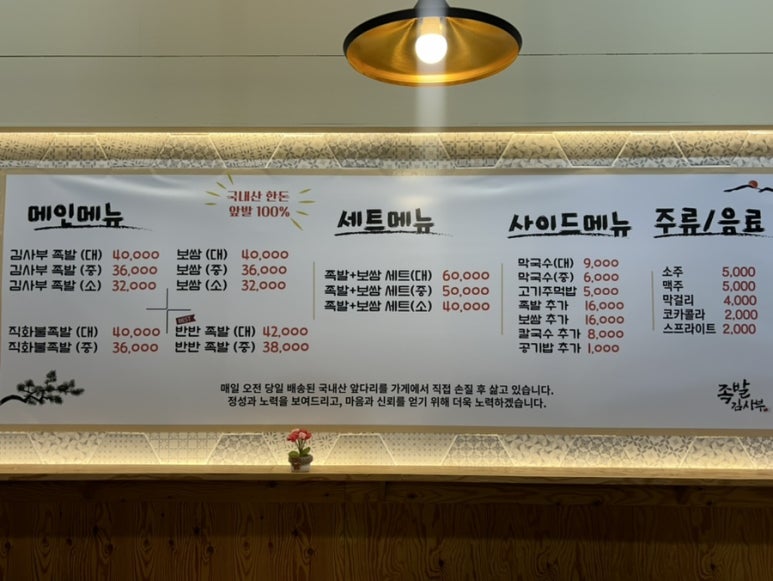 메인메뉴
국내산 한돈
앞발 100%
김사부 족발 (대) 40,000
김사부 족발 (중) 36,000
김사부 족발 (소) 32,000
보쌈 (대) 40,000
보쌈 (중) 36,000
보쌈 (소) 32,000
직화불족발 (대) 40,000
직화불족발 (중) 36,000
BEST
반반 족발 (대) 42,000
반반 족발 (중) 38,000
세트메뉴
족발+보쌈 세트(대) 60,000
족발+보쌈 세트(중) 50,000
족발+보쌈 세트(소) 40,000
사이드메뉴
막국수(대) 9,000
막국수(중) 6,000
고기주먹밥 5,000
족발 추가 16,000
보쌈 추가 16,000
칼국수 추가 8,000
공기밥 추가 1,000
주류/음료
소주 5,000
맥주 5,000
막걸리 4,000
코카콜라 2,000
스프라이트 2,000
매일 오전 당일 배송된 국내산 앞다리를 가게에서 직접 손질 후 삶고 있습니다.
정성과 노력을 보여드리고, 마음과 신뢰를 얻기 위해 더욱 노력하겠습니다.
족발
김사부